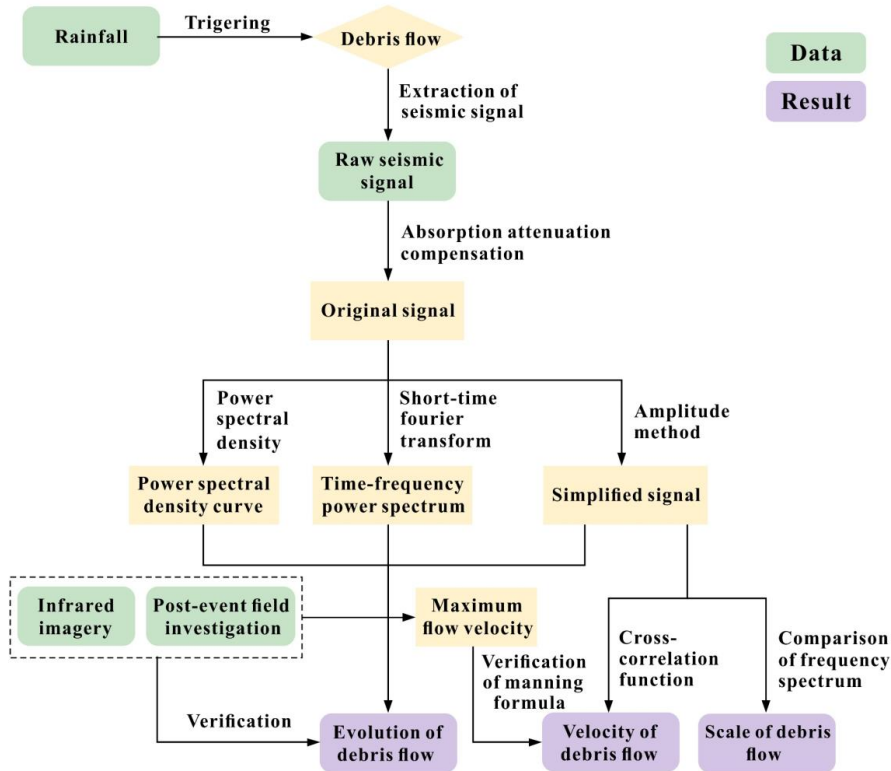 Rainfall
Trigering
Debris flow
Data
Result
Extraction of
seismic signal
Raw seismic
signal
Absorption attenuation
compensation
Original signal
Power
spectral
density
Short-time
fourier
transform
Amplitude
method
Power spectral
density curve
Time-frequency
power spectrum
Simplified signal
Infrared
imagery
Post-event field
investigation
Maximum
flow velocity
Cross-
correlation
function
Comparison
of frequency
spectrum
Verification
of manning
formula
Verification
Evolution of
debris flow
Velocity of
debris flow
Scale of debris
flow